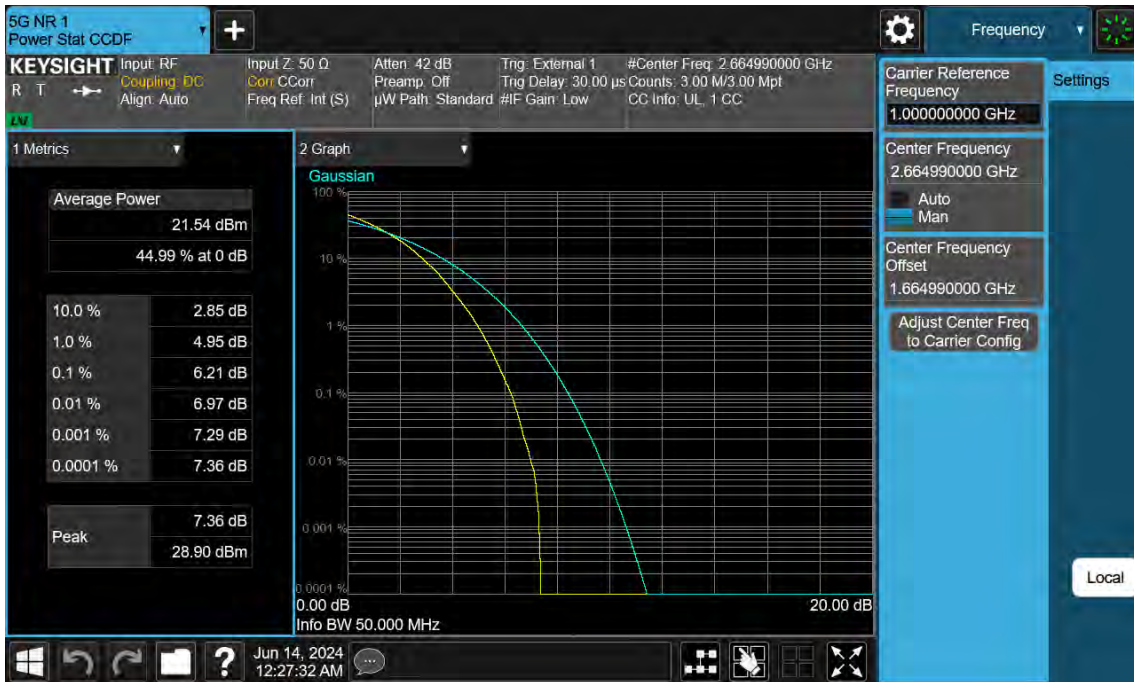 5G NR 1
Power Stat CCDF
Frequency
KEYSIGHT
R T
LNI
Input: RF
Coupling: DC
Align: Auto
Input Z: 50 Ω
Corr CCorr
Freq Ref: Int (S)
Atten: 42 dB
Preamp: Off
µW Path: Standard
Trig: External 1
Trig Delay: 30.00 µs
#IF Gain: Low
#Center Freq: 2.664990000 GHz
Counts: 3.00 M/3.00 Mpt
CC Info: UL, 1 CC
1 Metrics
Average Power
21.54 dBm
44.99 % at 0 dB
10.0 % 2.85 dB
1.0 % 4.95 dB
0.1 % 6.21 dB
0.01 % 6.97 dB
0.001 % 7.29 dB
0.0001 % 7.36 dB
Peak
7.36 dB
28.90 dBm
2 Graph
Gaussian
100 %
10 %
1 %
0.1 %
0.01 %
0.001 %
0.0001 %
0.00 dB 20.00 dB
Info BW 50.000 MHz
Carrier Reference
Frequency
1.000000000 GHz
Center Frequency
2.664990000 GHz
Auto
Man
Center Frequency
Offset
1.664990000 GHz
Adjust Center Freq
to Carrier Config
Settings
Local
?
Jun 14, 2024
12:27:32 AM